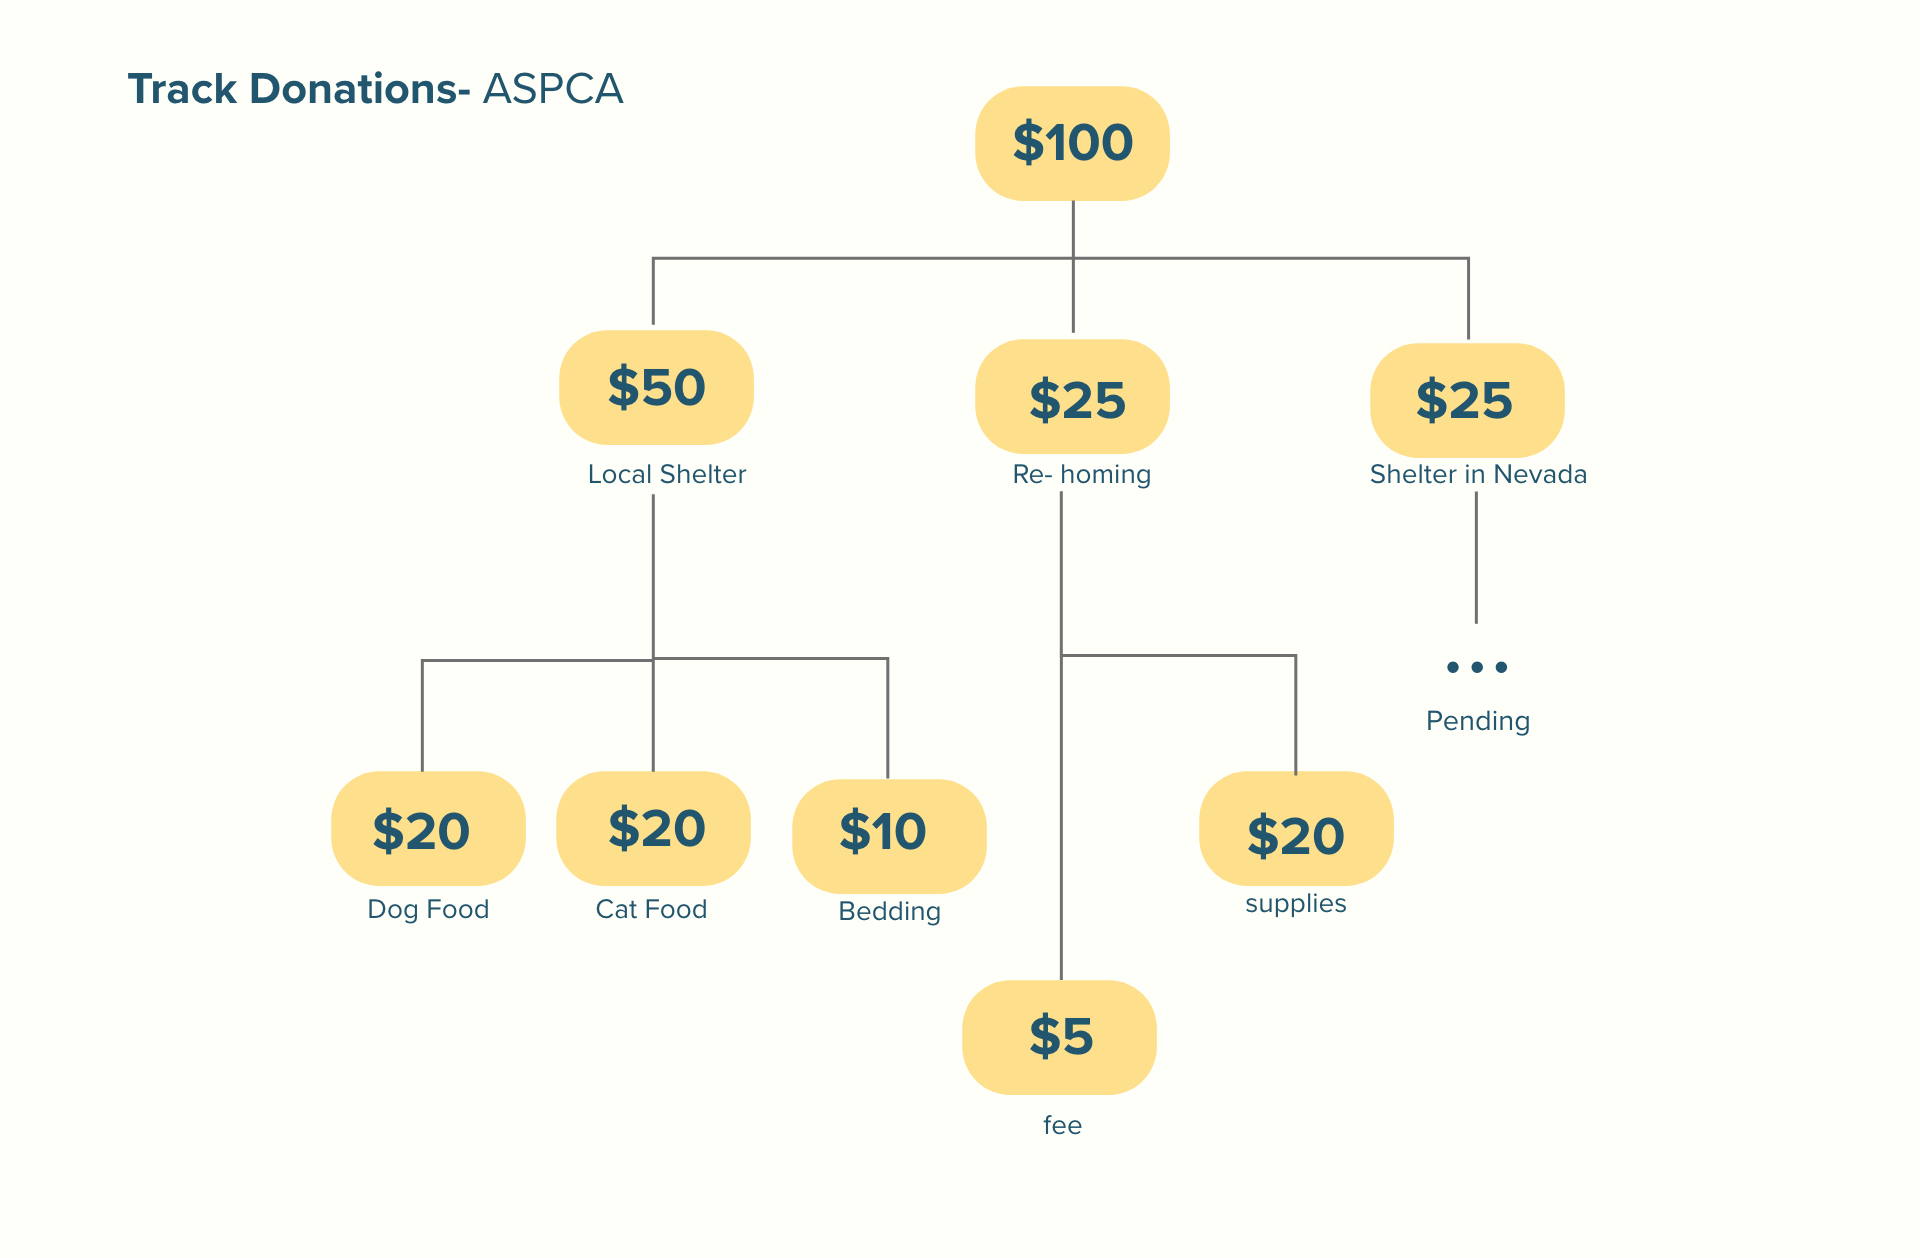 Track Donations- ASPCA
$100
$50
$25
$25
Local Shelter
Re- homing
Shelter in Nevada
Pending
$20
$20
$10
$20
Dog Food
Cat Food
Bedding
supplies
$5
fee